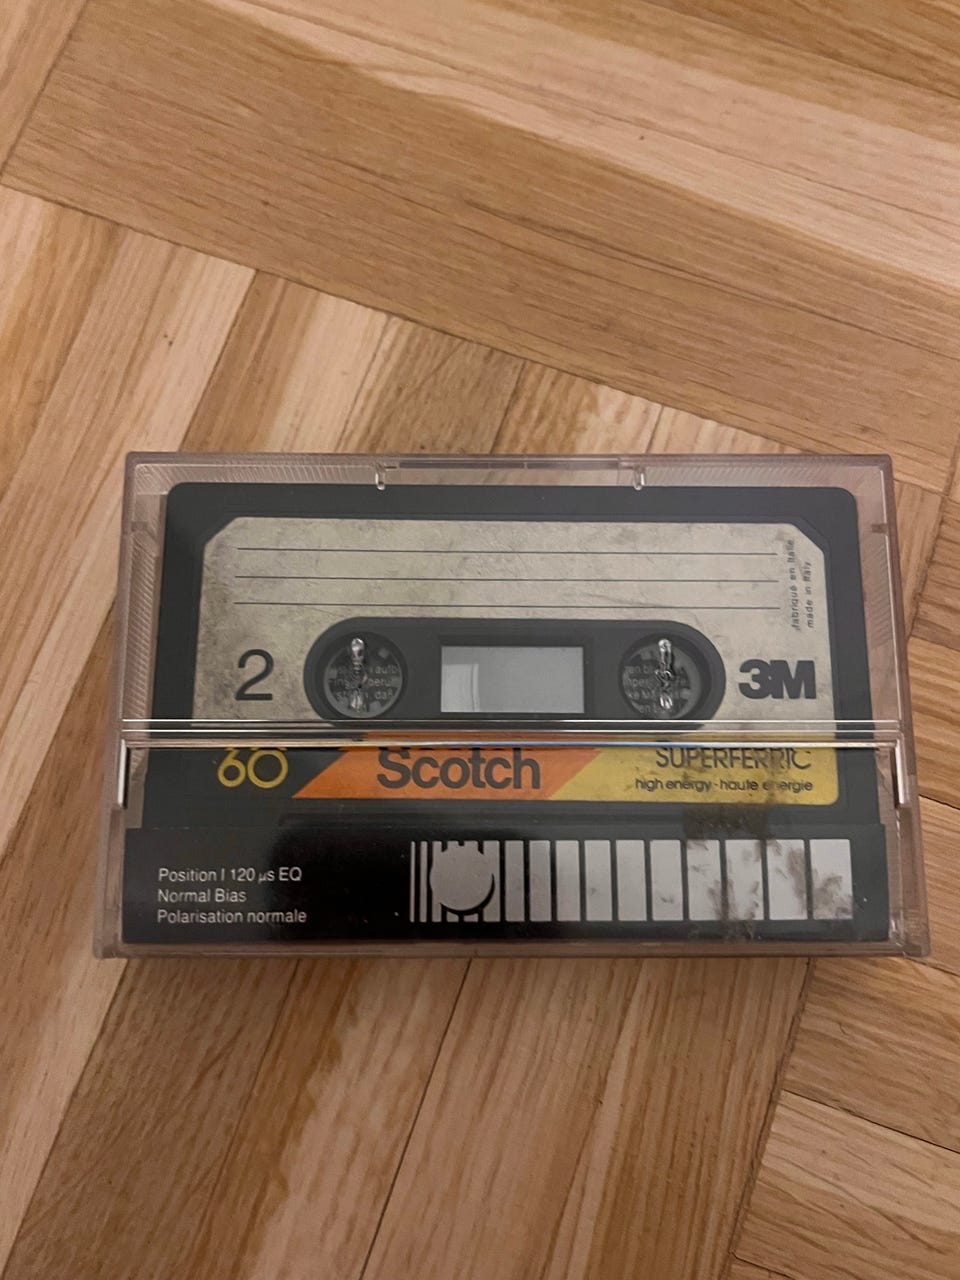 fabriqué en Italie
made in Italy
2
3M
60
Scotch
SUPERFERRIC
high energy - haute énergie
Position I 120 µs EQ
Normal Bias
Polarisation normale